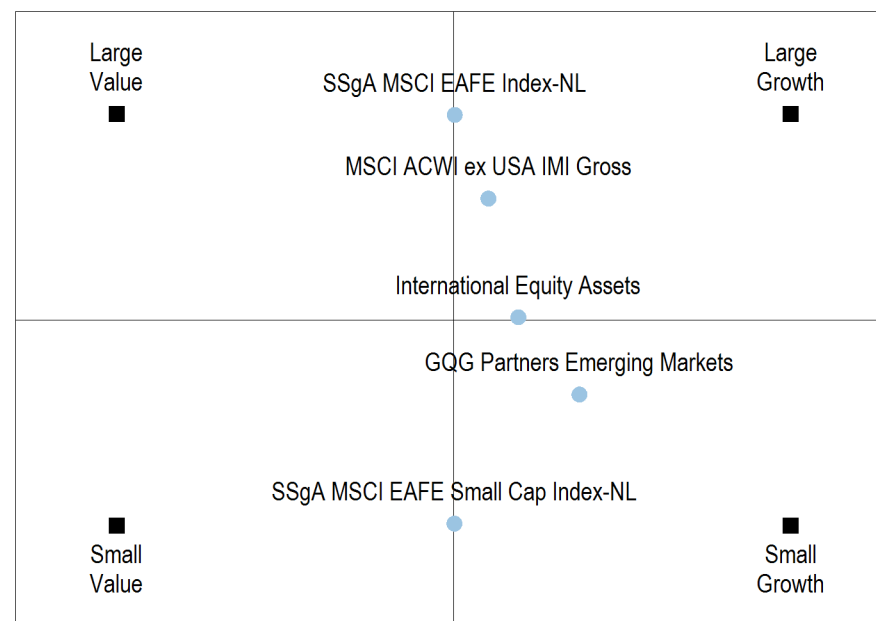 Large
Value
SSgA MSCI EAFE Index-NL
Large
Growth
MSCI ACWI ex USA IMI Gross
International Equity Assets
GQG Partners Emerging Markets
SSgA MSCI EAFE Small Cap Index-NL
Small
Value
Small
Growth